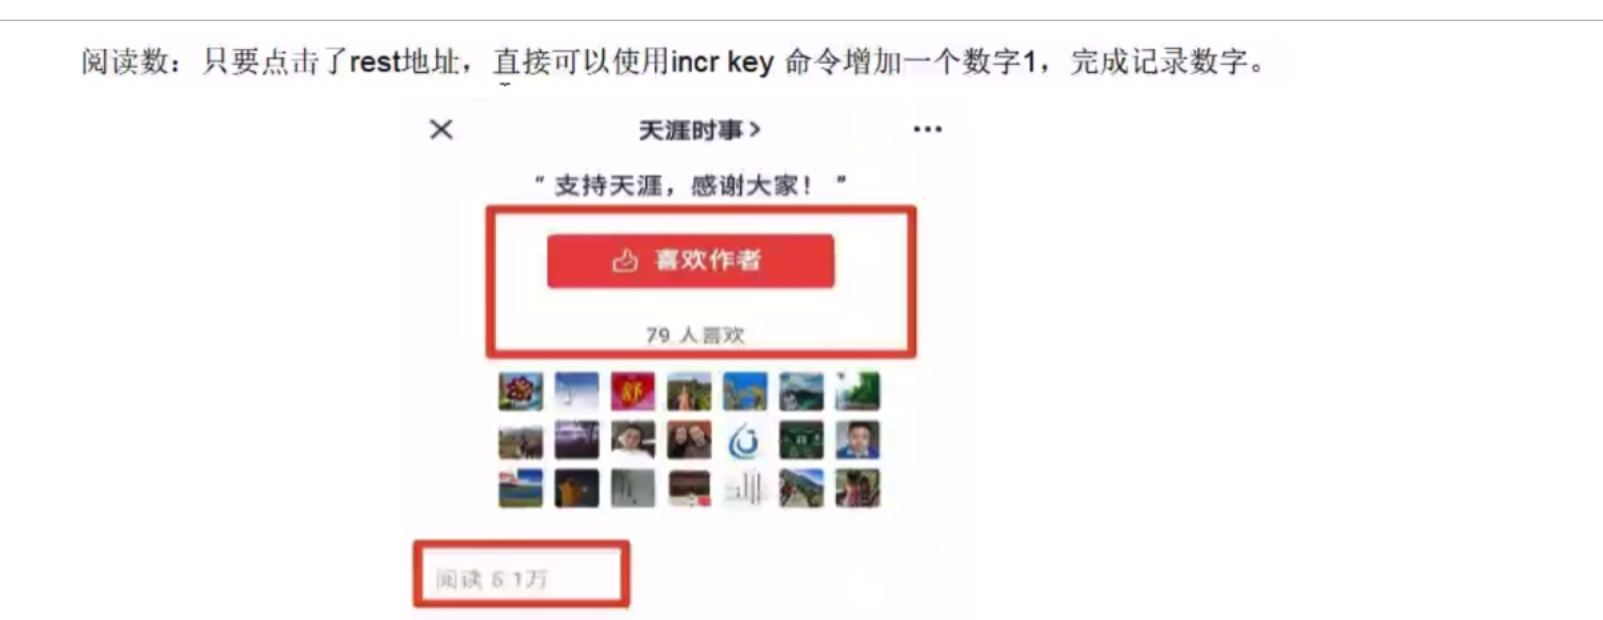 阅读数：只要点击了rest地址，直接可以使用incr key 命令增加一个数字1，完成记录数字。
天涯时事>
“ 支持天涯，感谢大家！ ”
喜欢作者
79 人喜欢
舒
阅读 1万